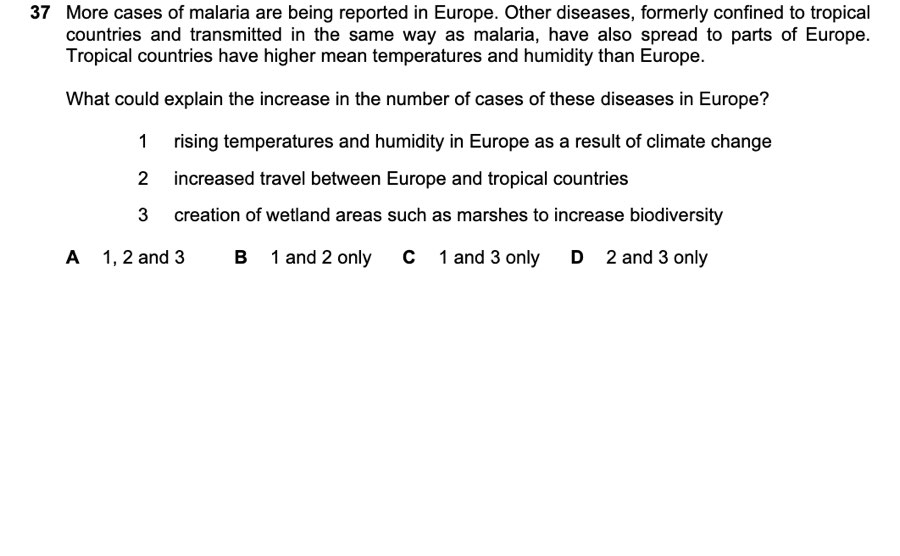 37 More cases of malaria are being reported in Europe. Other diseases, formerly confined to tropical
countries and transmitted in the same way as malaria, have also spread to parts of Europe.
Tropical countries have higher mean temperatures and humidity than Europe.
What could explain the increase in the number of cases of these diseases in Europe?
1 rising temperatures and humidity in Europe as a result of climate change
2 increased travel between Europe and tropical countries
3 creation of wetland areas such as marshes to increase biodiversity
A 1, 2 and 3 B 1 and 2 only C 1 and 3 only D 2 and 3 only